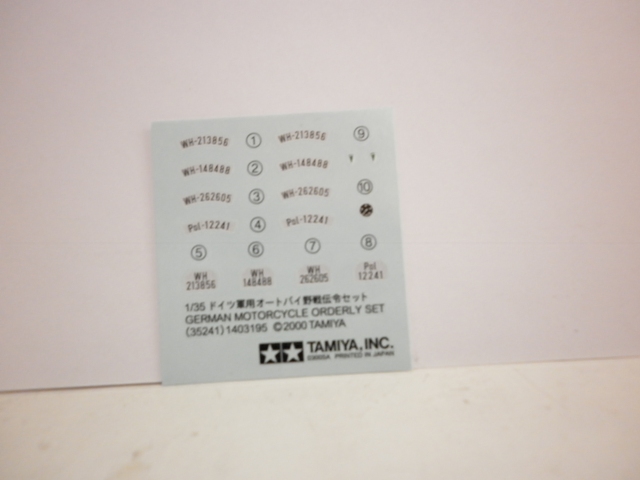 WH-213856 ① WH-213856 ⑨
WH-148488 ② WH-148488
WH-262605 ③ WH-262605 ⑩
Pol-12241 ④ Pol-12241
⑤ ⑥ ⑦ ⑧
WH WH WH Pol
213856 148488 262605 12241
1/35 ドイツ軍用オートバイ野戦伝令セット
GERMAN MOTORCYCLE ORDERLY SET
(35241) 1403195 ©2000 TAMIYA
TAMIYA, INC.
PRINTED IN JAPAN